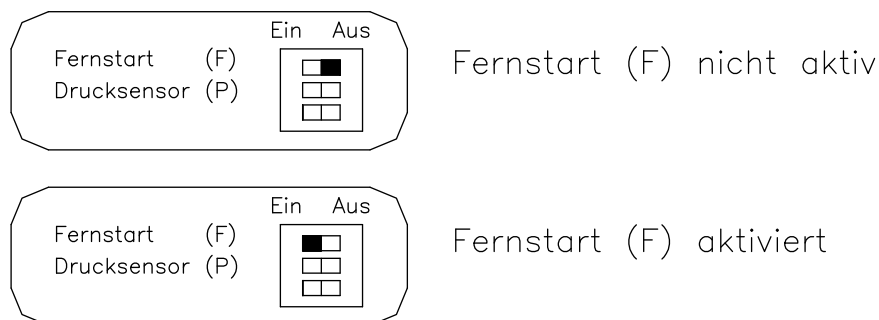 Ein Aus
Fernstart (F)
Drucksensor (P)
Fernstart (F) nicht aktiv
Ein Aus
Fernstart (F)
Drucksensor (P)
Fernstart (F) aktiviert